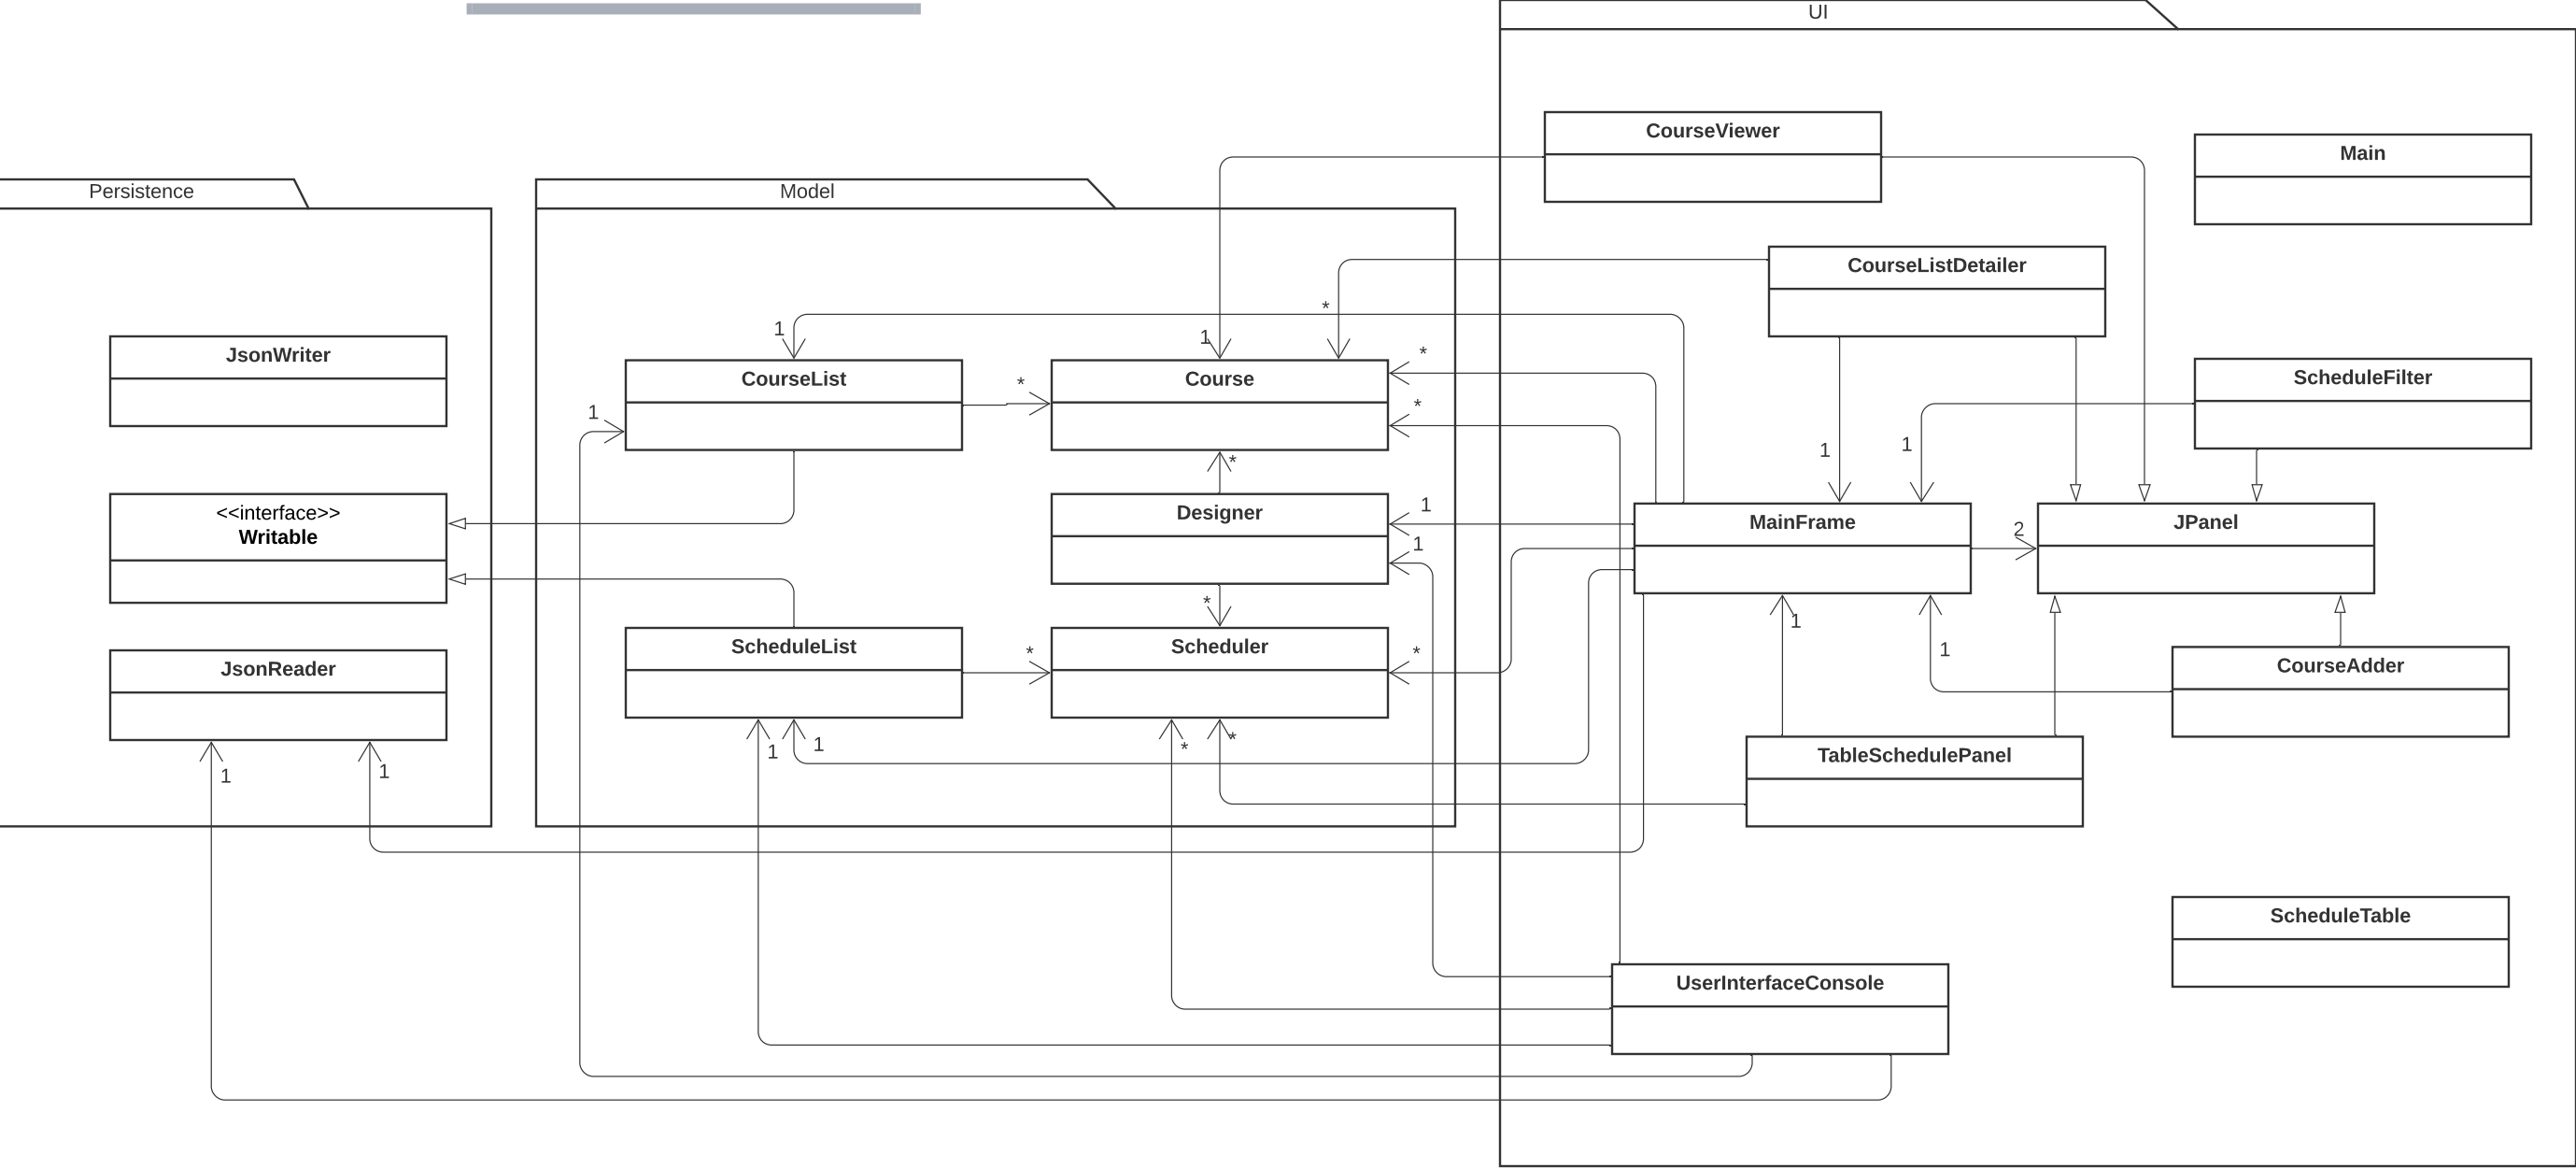 UI
CourseViewer
Main
Persistence
Model
CourseListDetailer
*
1
1
*
JsonWriter
CourseList
*
Course
ScheduleFilter
1
*
1
1
*
<<interface>>
Writable
Designer
1
MainFrame
2
JPanel
1
*
1
ScheduleList
*
Scheduler
*
1
JsonReader
CourseAdder
1
1
*
*
TableSchedulePanel
1
1
ScheduleTable
UserInterfaceConsole